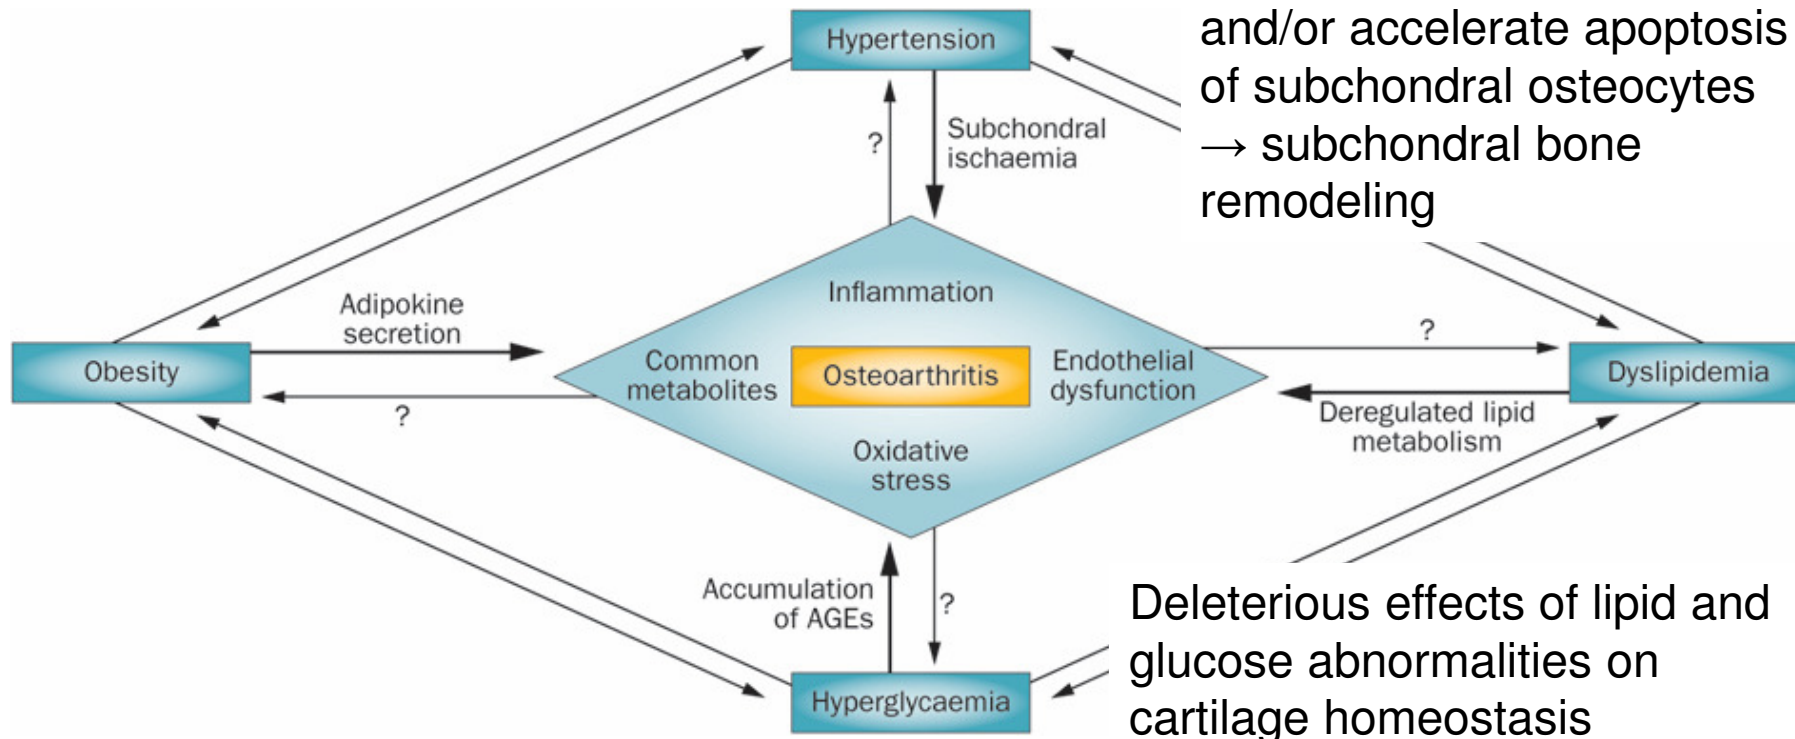 Hypertension
and/or accelerate apoptosis
of subchondral osteocytes
→ subchondral bone
remodeling
?
Subchondral
ischaemia
Inflammation
Adipokine
secretion
Obesity
Common
metabolites
Osteoarthritis
Endothelial
dysfunction
?
Dyslipidemia
?
Deregulated lipid
metabolism
Oxidative
stress
Accumulation
of AGEs
?
Hyperglycaemia
Deleterious effects of lipid and
glucose abnormalities on
cartilage homeostasis